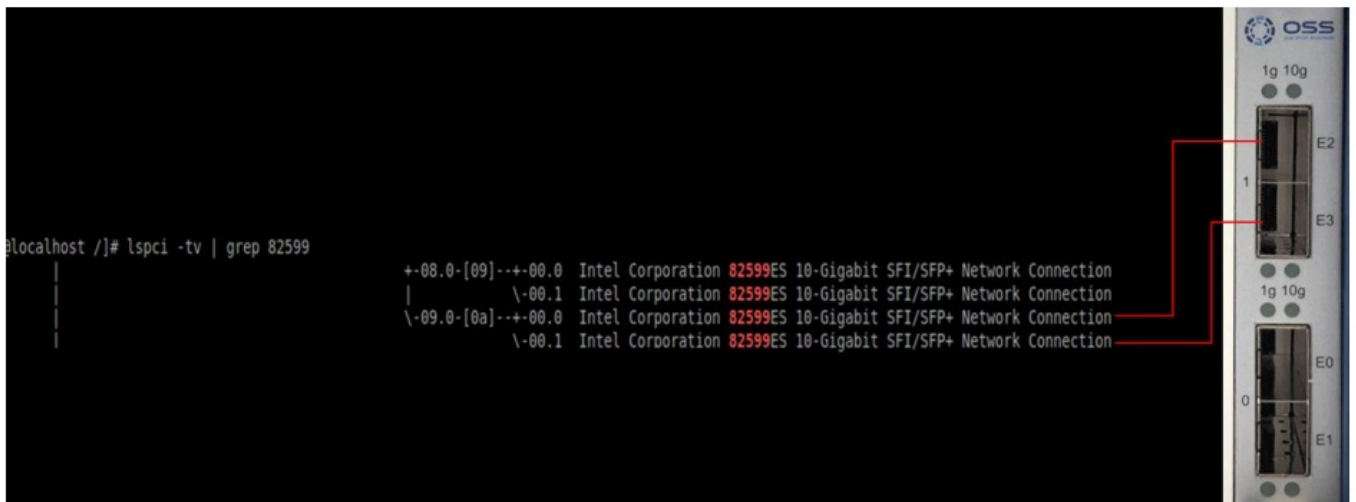 @localhost /]# lspci -tv | grep 82599
| +-08.0-[09]--+-00.0 Intel Corporation 82599ES 10-Gigabit SFI/SFP+ Network Connection
| | \-00.1 Intel Corporation 82599ES 10-Gigabit SFI/SFP+ Network Connection
| \-09.0-[0a]--+-00.0 Intel Corporation 82599ES 10-Gigabit SFI/SFP+ Network Connection
| \-00.1 Intel Corporation 82599ES 10-Gigabit SFI/SFP+ Network Connection
OSS
1g 10g
E2
1
E3
1g 10g
E0
0
E1